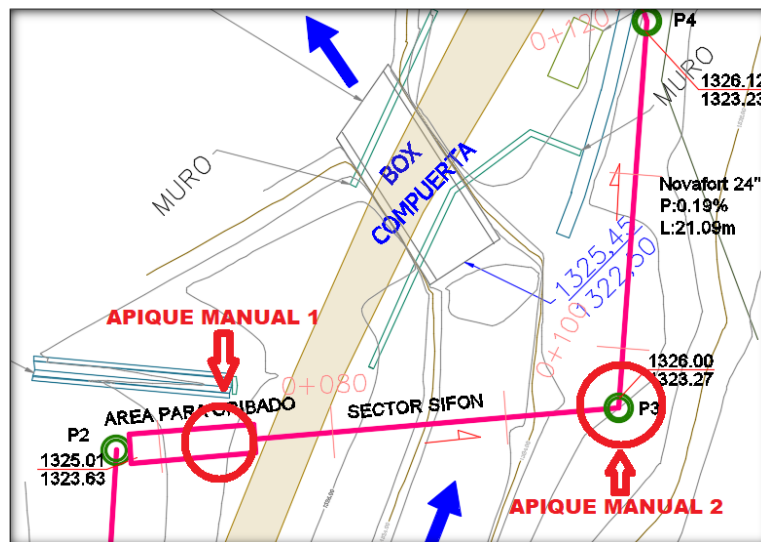 0+120
P4
1326.12
1323.23
MURO
BOX
COMPUERTA
MURO
Novafort 24"
P:0.19%
L:21.09m
1325.45
1322.50
APIQUE MANUAL 1
0+100
1326.00
1323.27
0+080
AREA PARA CRIBADO
SECTOR SIFON
P3
P2
1325.01
1323.63
APIQUE MANUAL 2